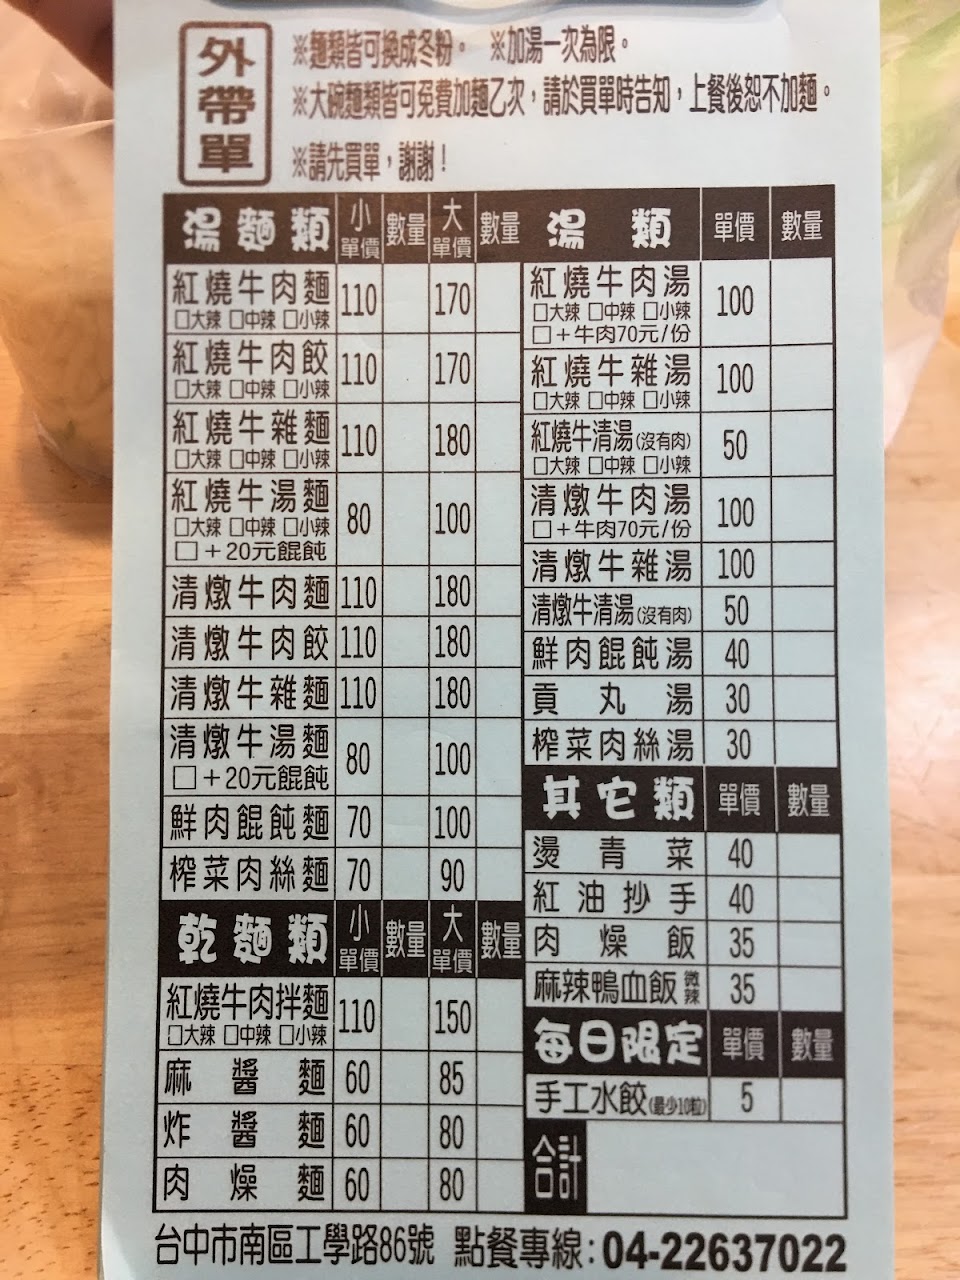 外帶單
※麵類皆可換成冬粉。 ※加湯一次為限。
※大碗麵類皆可免費加麵乙次，請於買單時告知，上餐後恕不加麵。
※請先買單，謝謝！
湯麵類 小單價 數量 大單價 數量
紅燒牛肉麵 110 170
□大辣 □中辣 □小辣
紅燒牛肉餃 110 170
□大辣 □中辣 □小辣
紅燒牛雜麵 110 180
□大辣 □中辣 □小辣
紅燒牛湯麵 80 100
□大辣 □中辣 □小辣
□＋20元餛飩
清燉牛肉麵 110 180
清燉牛肉餃 110 180
清燉牛雜麵 110 180
清燉牛湯麵 80 100
□＋20元餛飩
鮮肉餛飩麵 70 100
榨菜肉絲麵 70 90
乾麵類 小單價 數量 大單價 數量
紅燒牛肉拌麵 110 150
□大辣 □中辣 □小辣
麻醬麵 60 85
炸醬麵 60 80
肉燥麵 60 80
湯類 單價 數量
紅燒牛肉湯 100
□大辣 □中辣 □小辣
□＋牛肉70元/份
紅燒牛雜湯 100
□大辣 □中辣 □小辣
紅燒牛清湯(沒有肉) 50
□大辣 □中辣 □小辣
清燉牛肉湯 100
□＋牛肉70元/份
清燉牛雜湯 100
清燉牛清湯(沒有肉) 50
鮮肉餛飩湯 40
貢丸湯 30
榨菜肉絲湯 30
其它類 單價 數量
燙青菜 40
紅油抄手 40
肉燥飯 35
麻辣鴨血飯 微辣 35
每日限定 單價 數量
手工水餃(最少10粒) 5
合計
台中市南區工學路86號 點餐專線：04-22637022